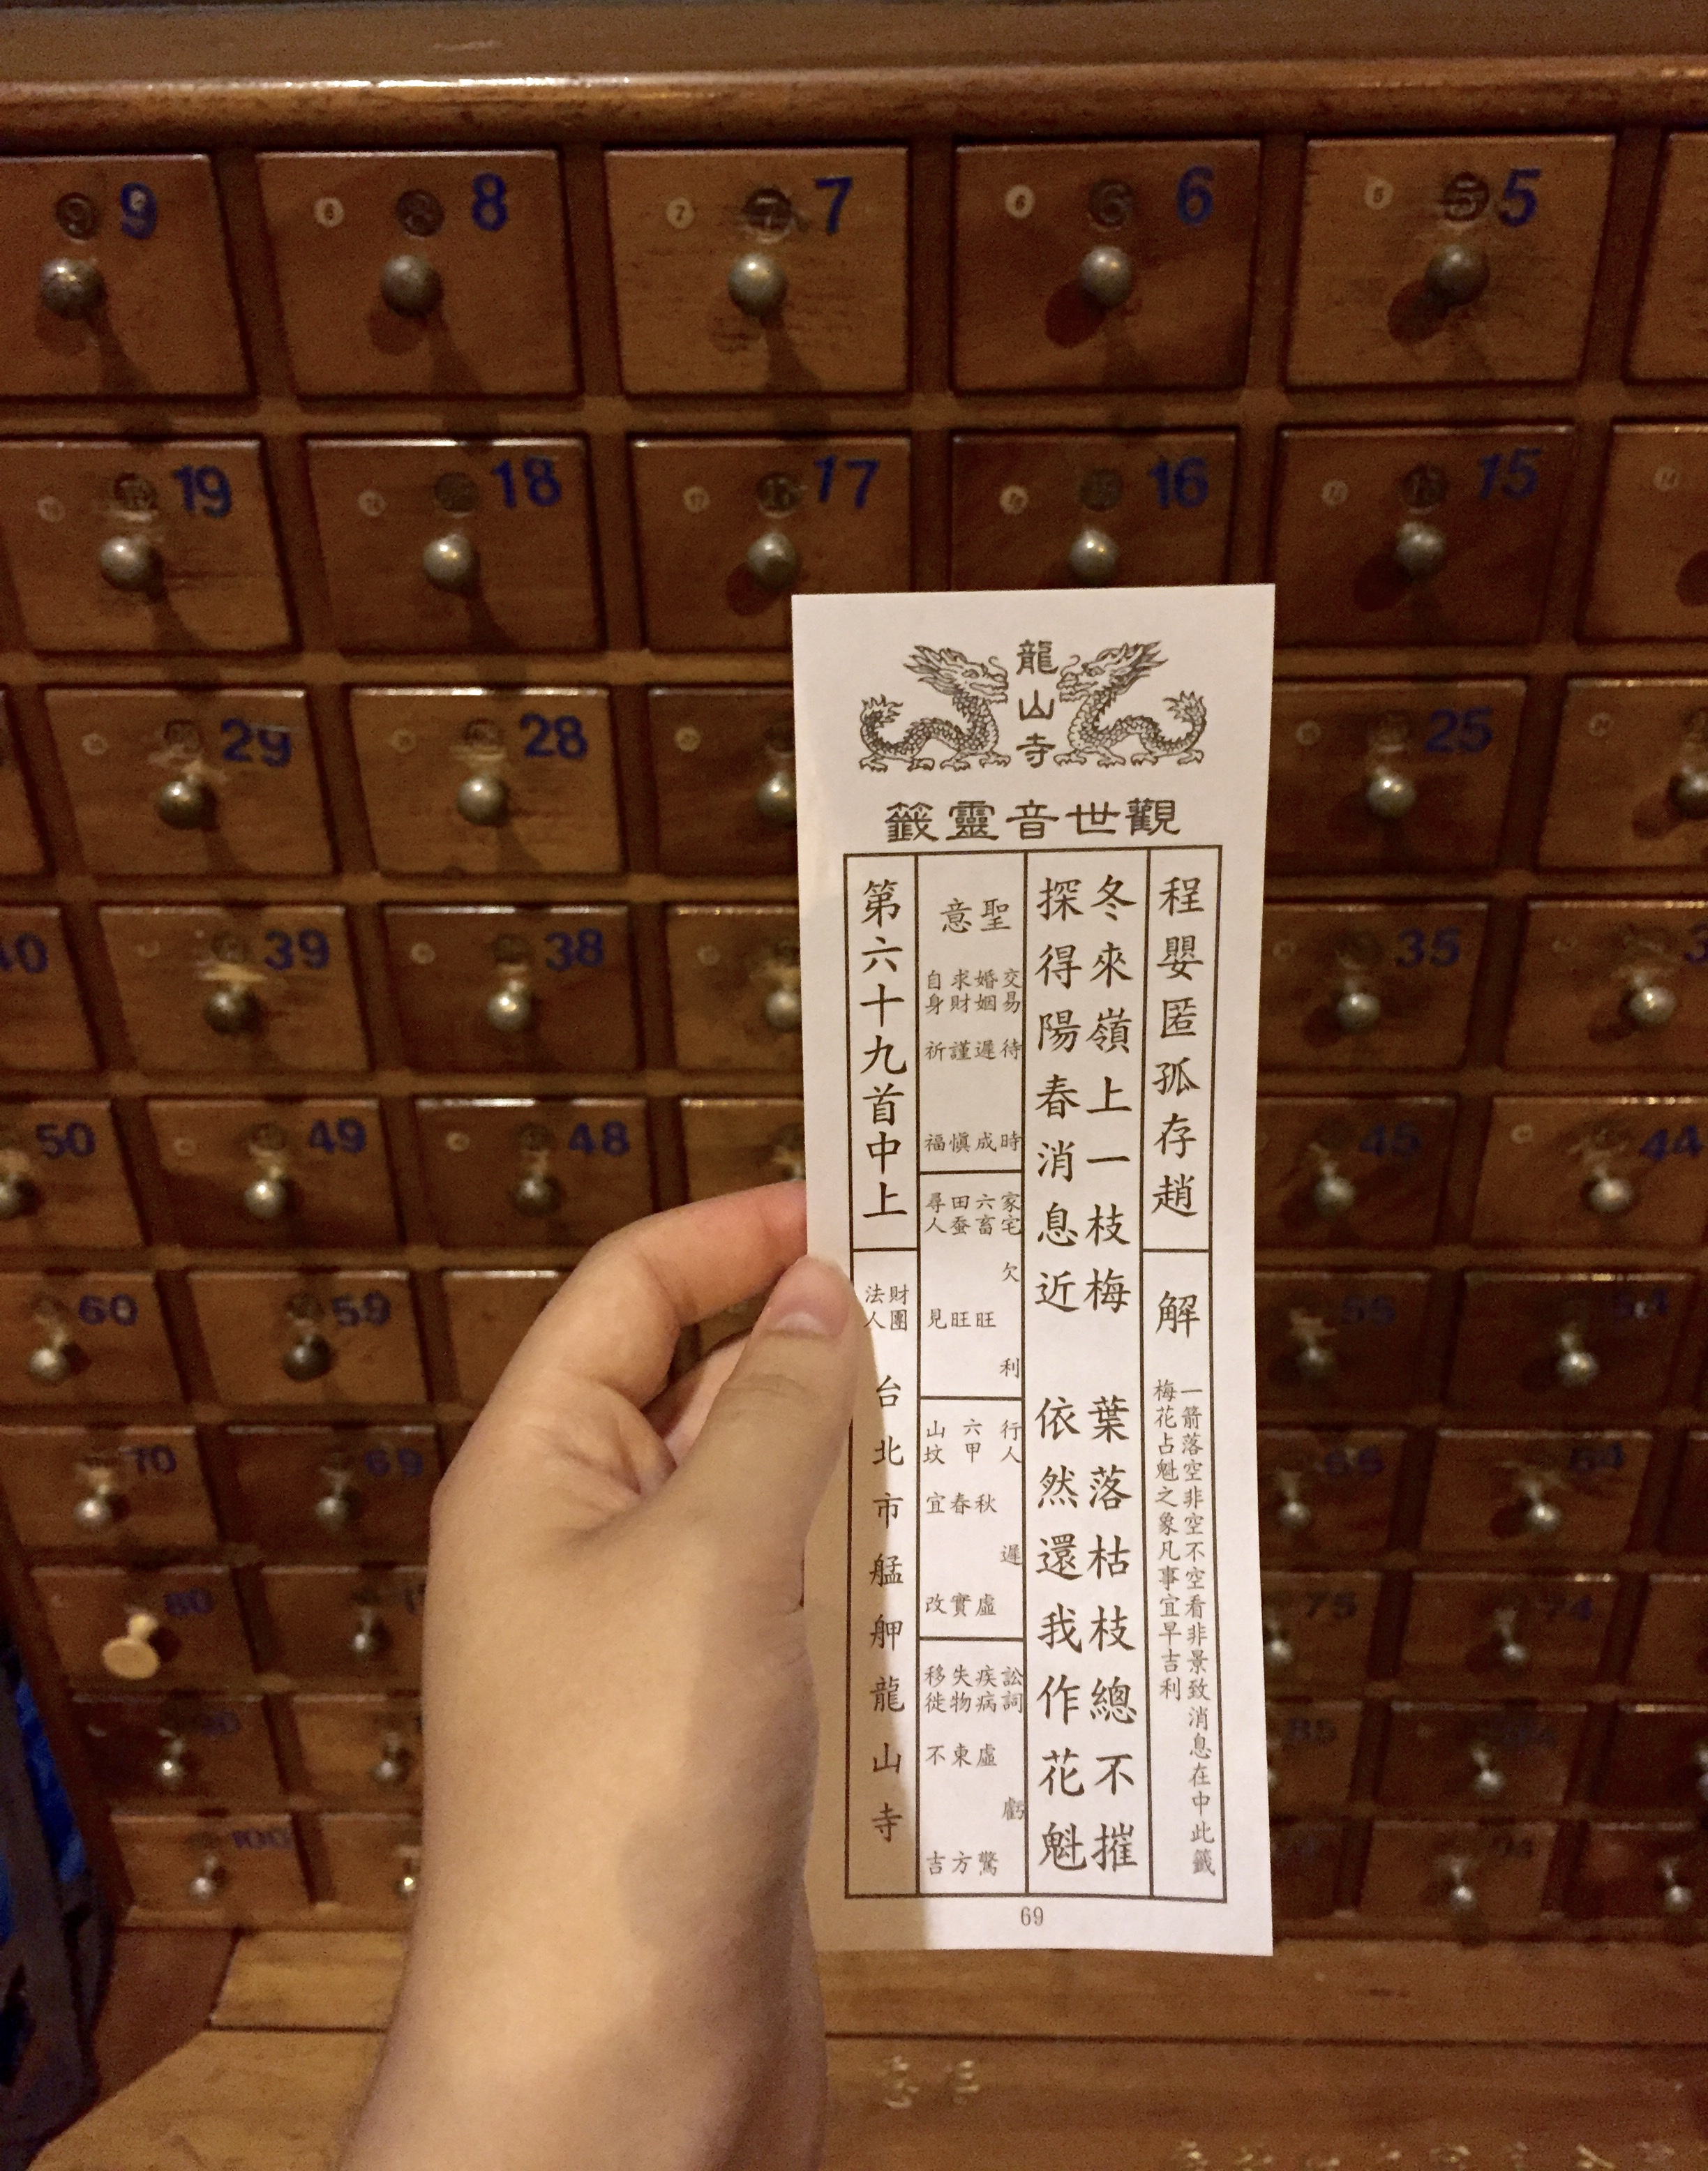 9 8 7 6 5
19 18 17 16 15
29 28 25
39 38 35
50 49 48 45 44
60 59
70 69
80
100
龍山寺
觀世音靈籤
程嬰匿孤存趙
解
一箭落空非空不空看非景致消息在中此籤
梅花占魁之象凡事宜早吉利
冬來嶺上一枝梅 葉落枯枝總不摧
探得陽春消息近 依然還我作花魁
聖意
交易 待時
婚姻 遲成
求財 謹慎
自身 祈福
家宅 欠利
六畜 旺
田蚕 旺
尋人 見
行人 遲
六甲 秋虛春實
山坟 宜改
訟詞 虧
疾病 虛驚
失物 東方
移徙 不吉
第六十九首中上
財團法人
台北市艋舺龍山寺
69